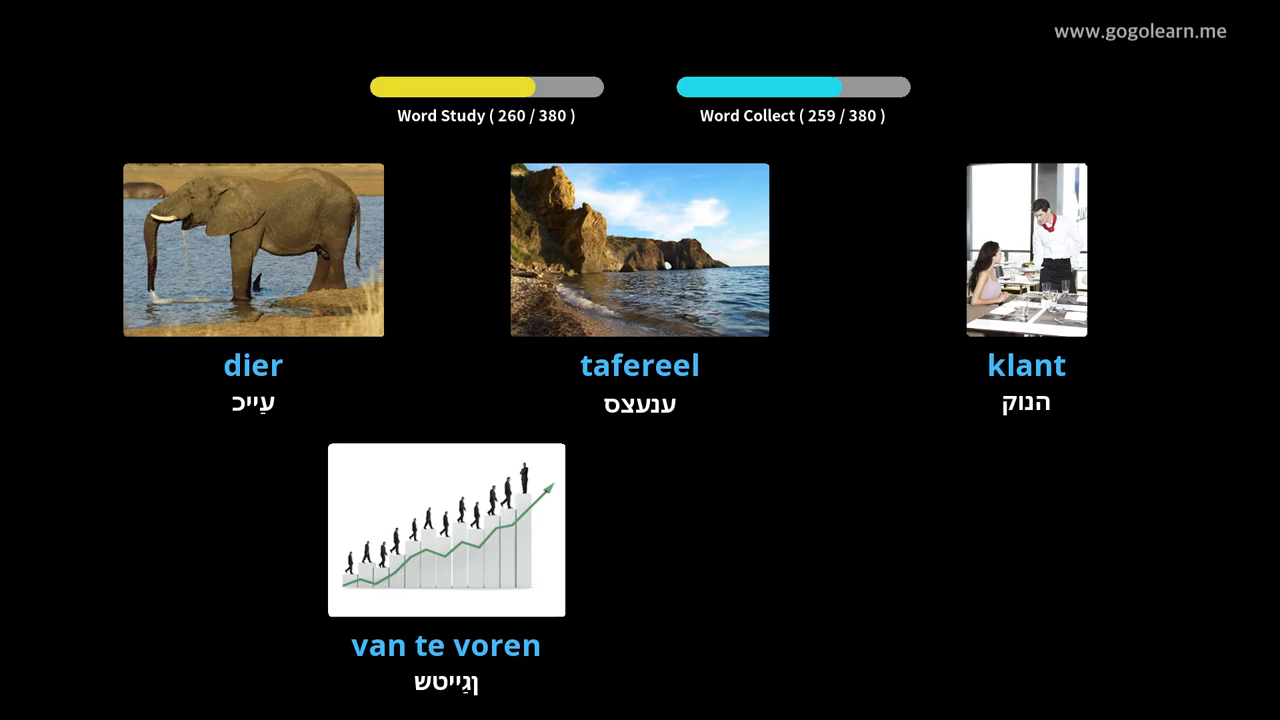 www.gogolearn.me
Word Study ( 260 / 380 )
Word Collect ( 259 / 380 )
dier
עַייכ
tafereel
ענעצס
klant
הנוק
van te voren
ןגַייטש